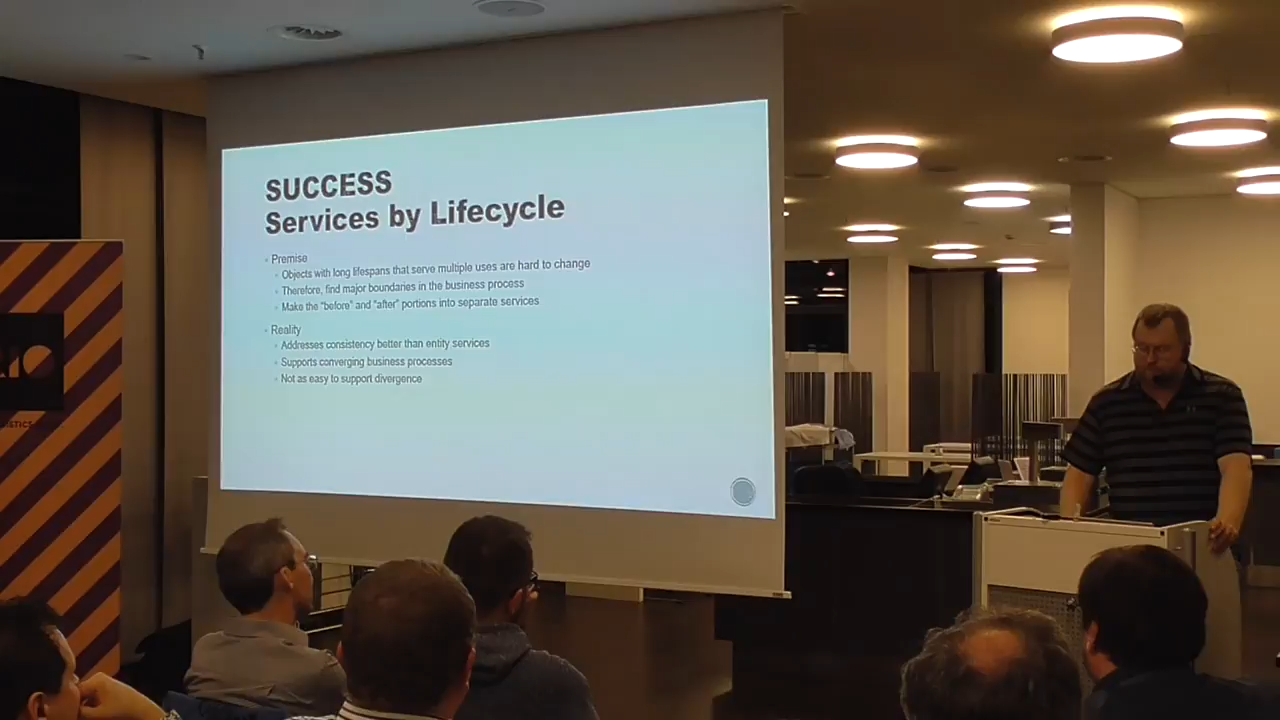 SUCCESS
Services by Lifecycle
Premise
Objects with long lifespans that serve multiple uses are hard to change
Therefore, find major boundaries in the business process
Make the "before" and "after" portions into separate services
Reality
Addresses consistency better than entity services
Supports converging business processes
Not as easy to support divergence